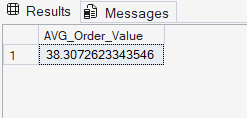 Results Messages
AVG_Order_Value
1 38.3072623343546